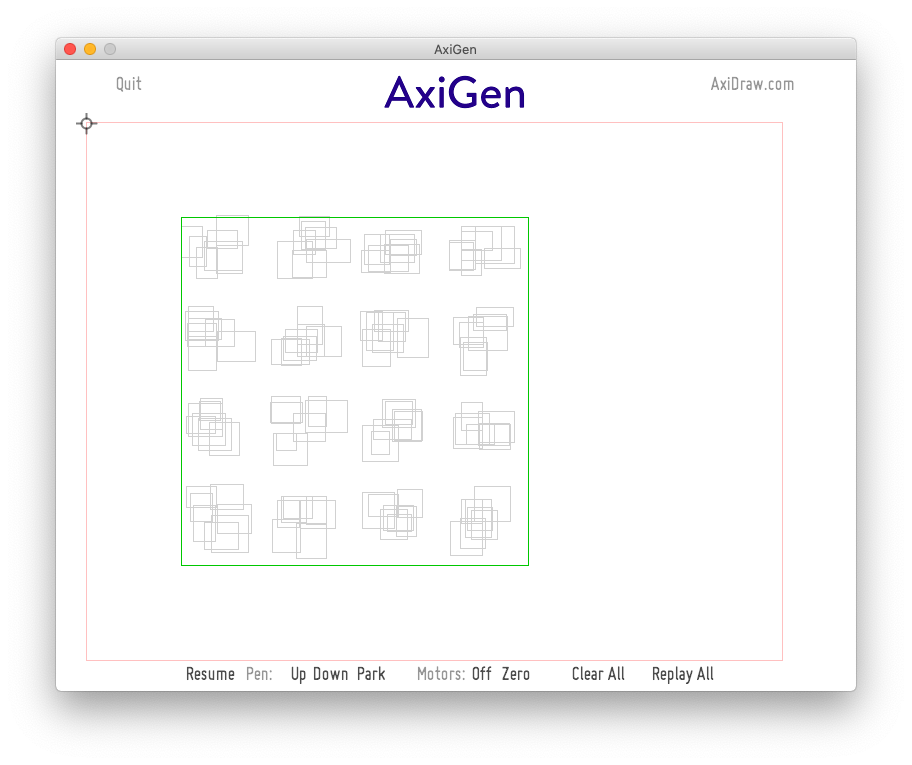 AxiGen
Quit
AxiGen
AxiDraw.com
Resume Pen: Up Down Park Motors: Off Zero Clear All Replay All